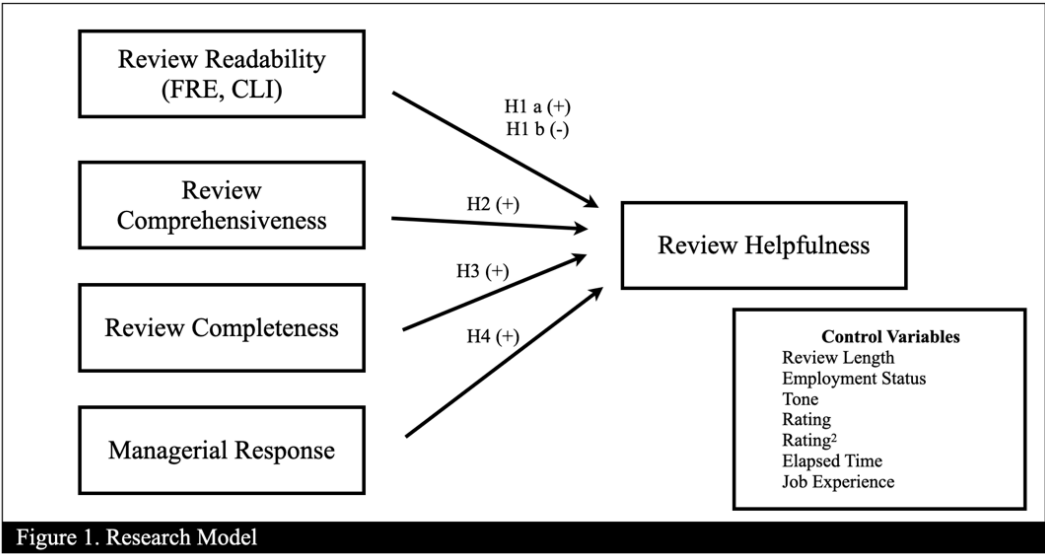 Review Readability
(FRE, CLI)
H1 a (+)
H1 b (-)
Review
Comprehensiveness
H2 (+)
Review Helpfulness
H3 (+)
Review Completeness
H4 (+)
Managerial Response
Control Variables
Review Length
Employment Status
Tone
Rating
Rating²
Elapsed Time
Job Experience
Figure 1. Research Model